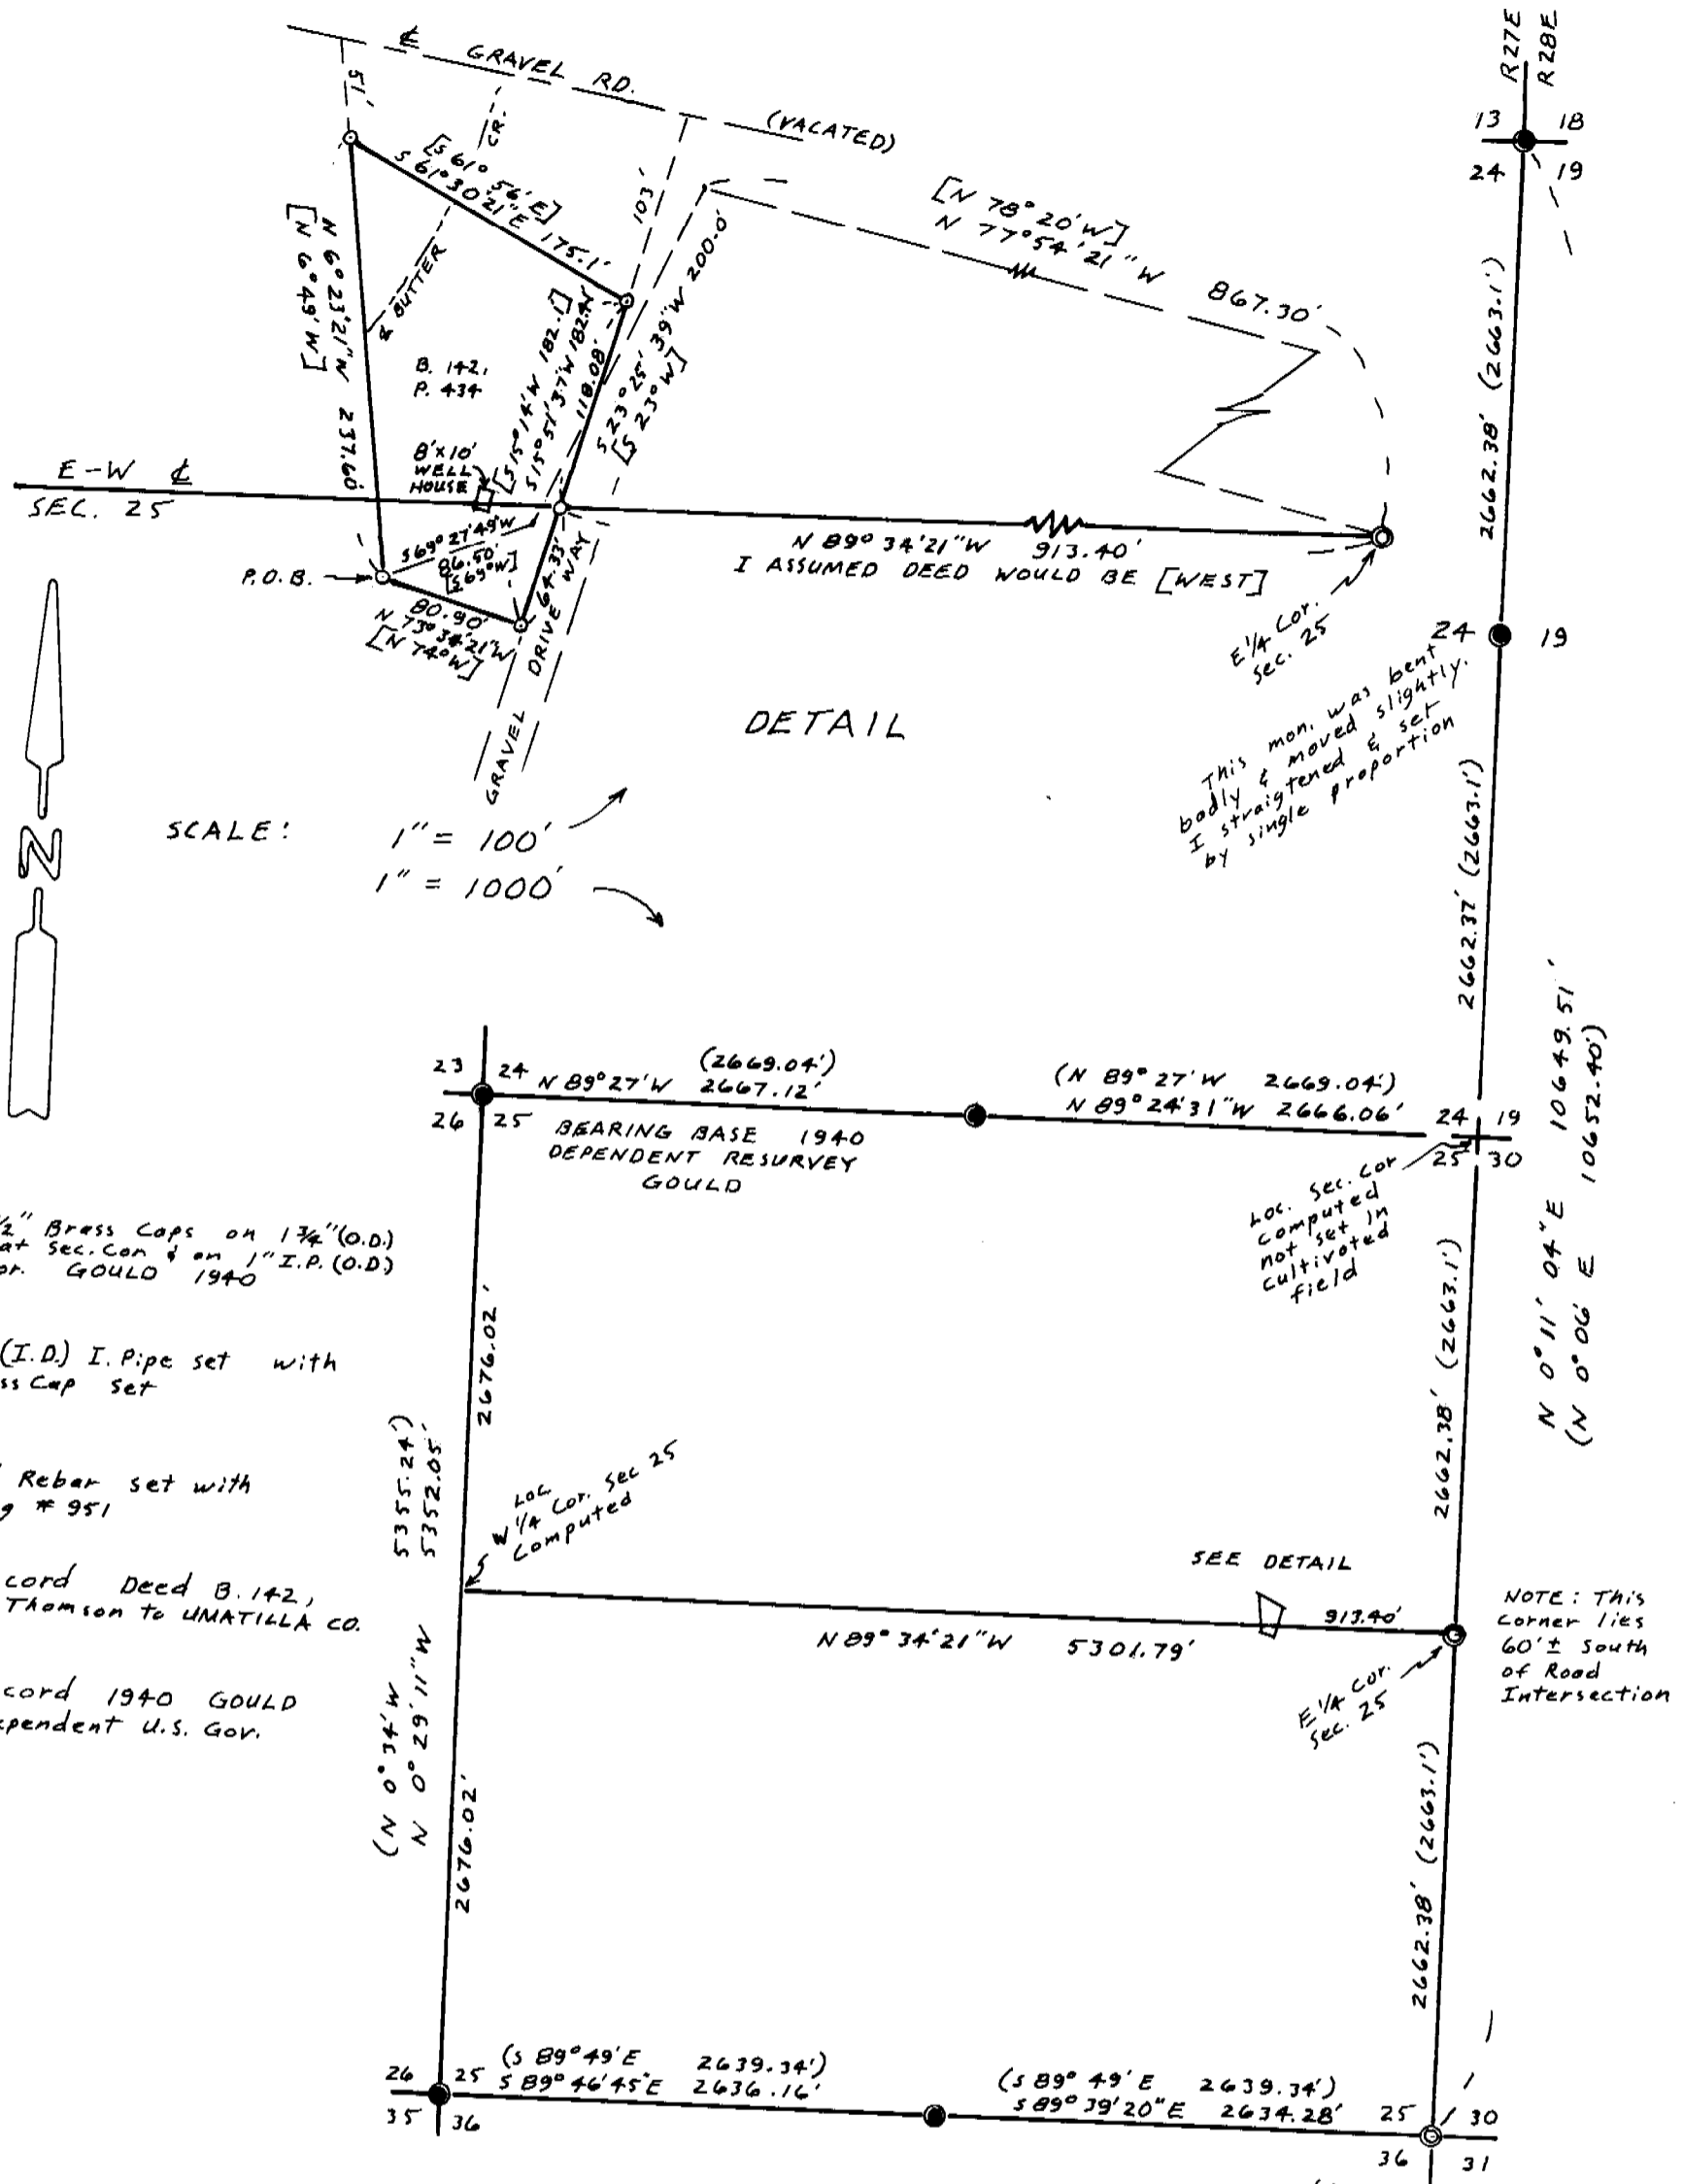 R27E
R28E
13 18
24 19
℄ GRAVEL RD. (VACATED)
51'
CR.
[S 61° 56' E]
S 61° 30' 21" E 175.1'
103'
[N 78° 20' W]
N 77° 54' 21" W 867.30'
N 6° 23' 21" W 237.60'
[N 6° 49' W]
& BUTTER
B. 142,
P. 434
[S 15° 14' W 182.1]
S 15° 51' 37" W
118.08'
S 23° 25' 39" W 200.0'
[S 23° W]
2662.38' (2663.1')
E-W ℄
SEC. 25
8'x10'
WELL
HOUSE
N 89° 34' 21" W 913.40'
I ASSUMED DEED WOULD BE [WEST]
S 69° 27' 49" W
86.50'
[S 69° W]
P.O.B.
64.33'
80.90'
N 73° 34' 21" W
[N 74° W]
GRAVEL DRIVE WAY
E 1/4 Cor.
Sec. 25
24 19
This mon. was bent
badly & moved slightly.
I straigtened & set
by single proportion
DETAIL
SCALE: 1" = 100'
1" = 1000'
N
2662.37' (2663.1')
N 0° 11' 04" E 10649.51'
(N 0° 06' E 10652.40')
23 24
26 25
(2669.04')
N 89° 27' W 2667.12'
BEARING BASE 1940
DEPENDENT RESURVEY
GOULD
(N 89° 27' W 2669.04')
N 89° 24' 31" W 2666.06'
24 19
25 30
Loc. Sec. Cor
computed
not set in
cultivated
field
1/2" Brass Caps on 1 3/4" (O.D.)
at Sec. Cor & on 1" I.P. (O.D)
or. GOULD 1940
(I.D.) I. Pipe set with
ss Cap set
Rebar set with
g # 951
cord Deed B. 142,
Thomson to UMATILLA CO.
cord 1940 GOULD
pendent U.S. Gov.
2676.02'
5355.24')
5352.05'
(N 0° 34' W
N 0° 29' 11" W
2676.02'
Loc
W 1/4 Cor. Sec 25
Computed
2662.38' (2663.1')
SEE DETAIL
913.40'
N 89° 34' 21" W 5301.79'
E 1/4 Cor.
Sec. 25
NOTE: This
Corner lies
60' ± South
of Road
Intersection
2662.38' (2663.1')
26 25
35 36
(S 89° 49' E 2639.34')
S 89° 46' 45" E 2636.16'
(S 89° 49' E 2639.34')
S 89° 39' 20" E 2634.28'
25 30
36 31